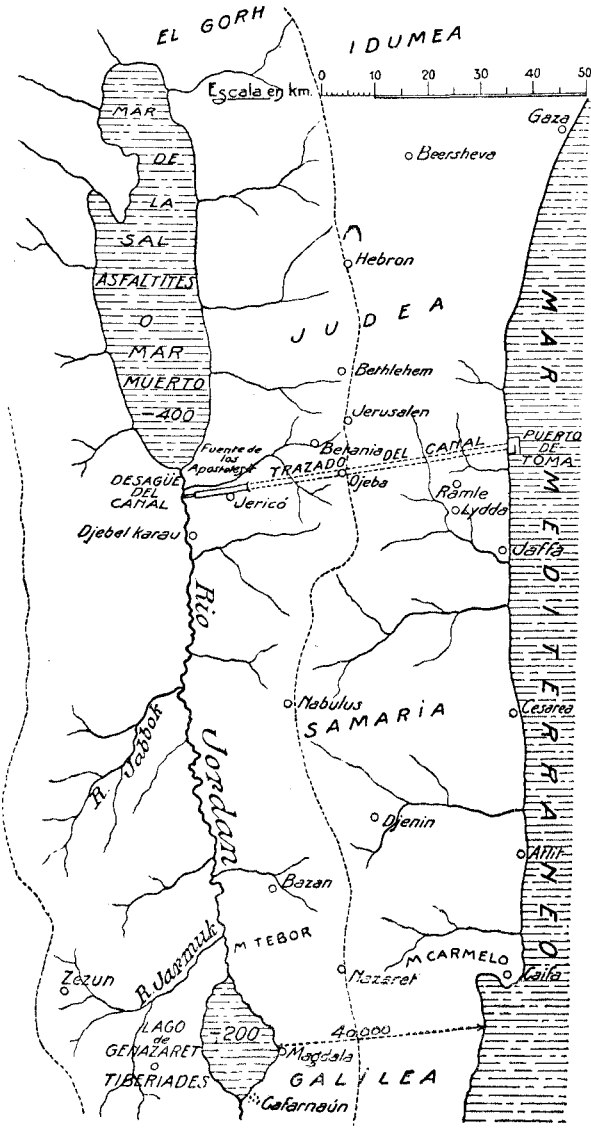 EL GORH
IDUMEA
Escala en km.
0 10 20 30 40 50
Gaza
Beersheva
MAR
DE
LA
SAL
ASFALTITES
O
MAR
MUERTO
-400
Hebron
JUDEA
Bethlehem
Jerusalen
Fuente de
los
Betania
TRAZADO DEL CANAL
PUERTO
DE
TOMA
DESAGÜE
DEL
CANAL
Jericó
Djeba
Ramle
Lydda
Djebel karau
Jaffa
MAR MEDITERRANEO
Rio Jordan
Nabulus
SAMARIA
Cesarea
R. Jabbok
Djenin
Atlit
Bazan
M TEBOR
M CARMELO
R. Jarmuk
Zezun
Nazaret
Caifa
LAGO
de
GENAZARET
O
TIBERIADES
-200
40,000
Magdala
GALILEA
Cafarnaún